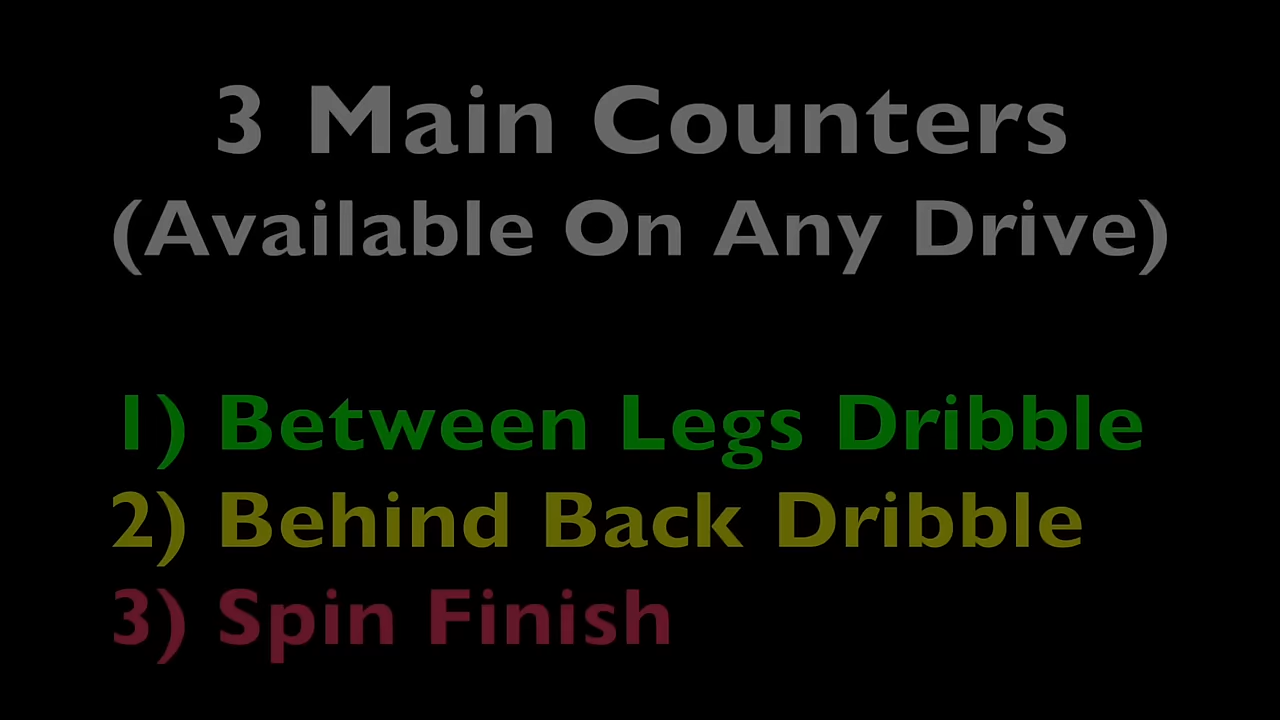 3 Main Counters
(Available On Any Drive)
1) Between Legs Dribble
2) Behind Back Dribble
3) Spin Finish